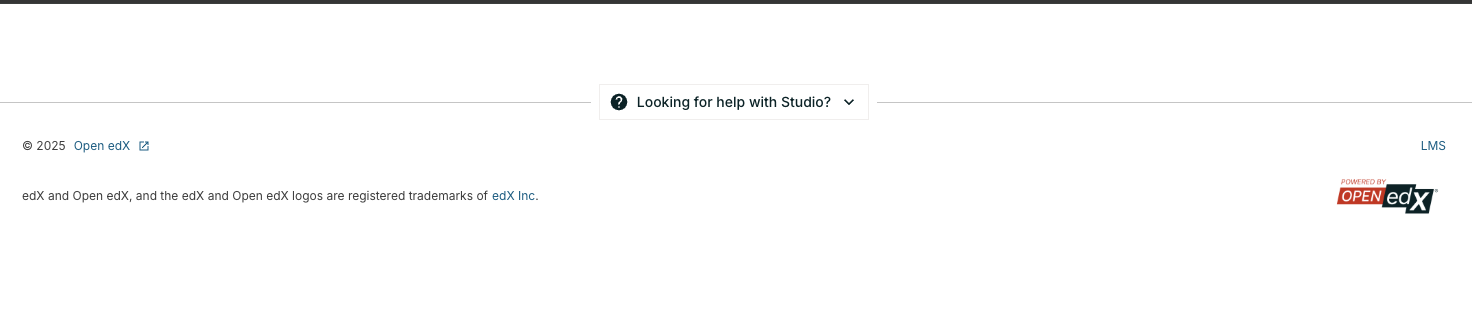 Looking for help with Studio?
© 2025 Open edX
LMS
edX and Open edX, and the edX and Open edX logos are registered trademarks of edX Inc.
POWERED BY
OPEN edX